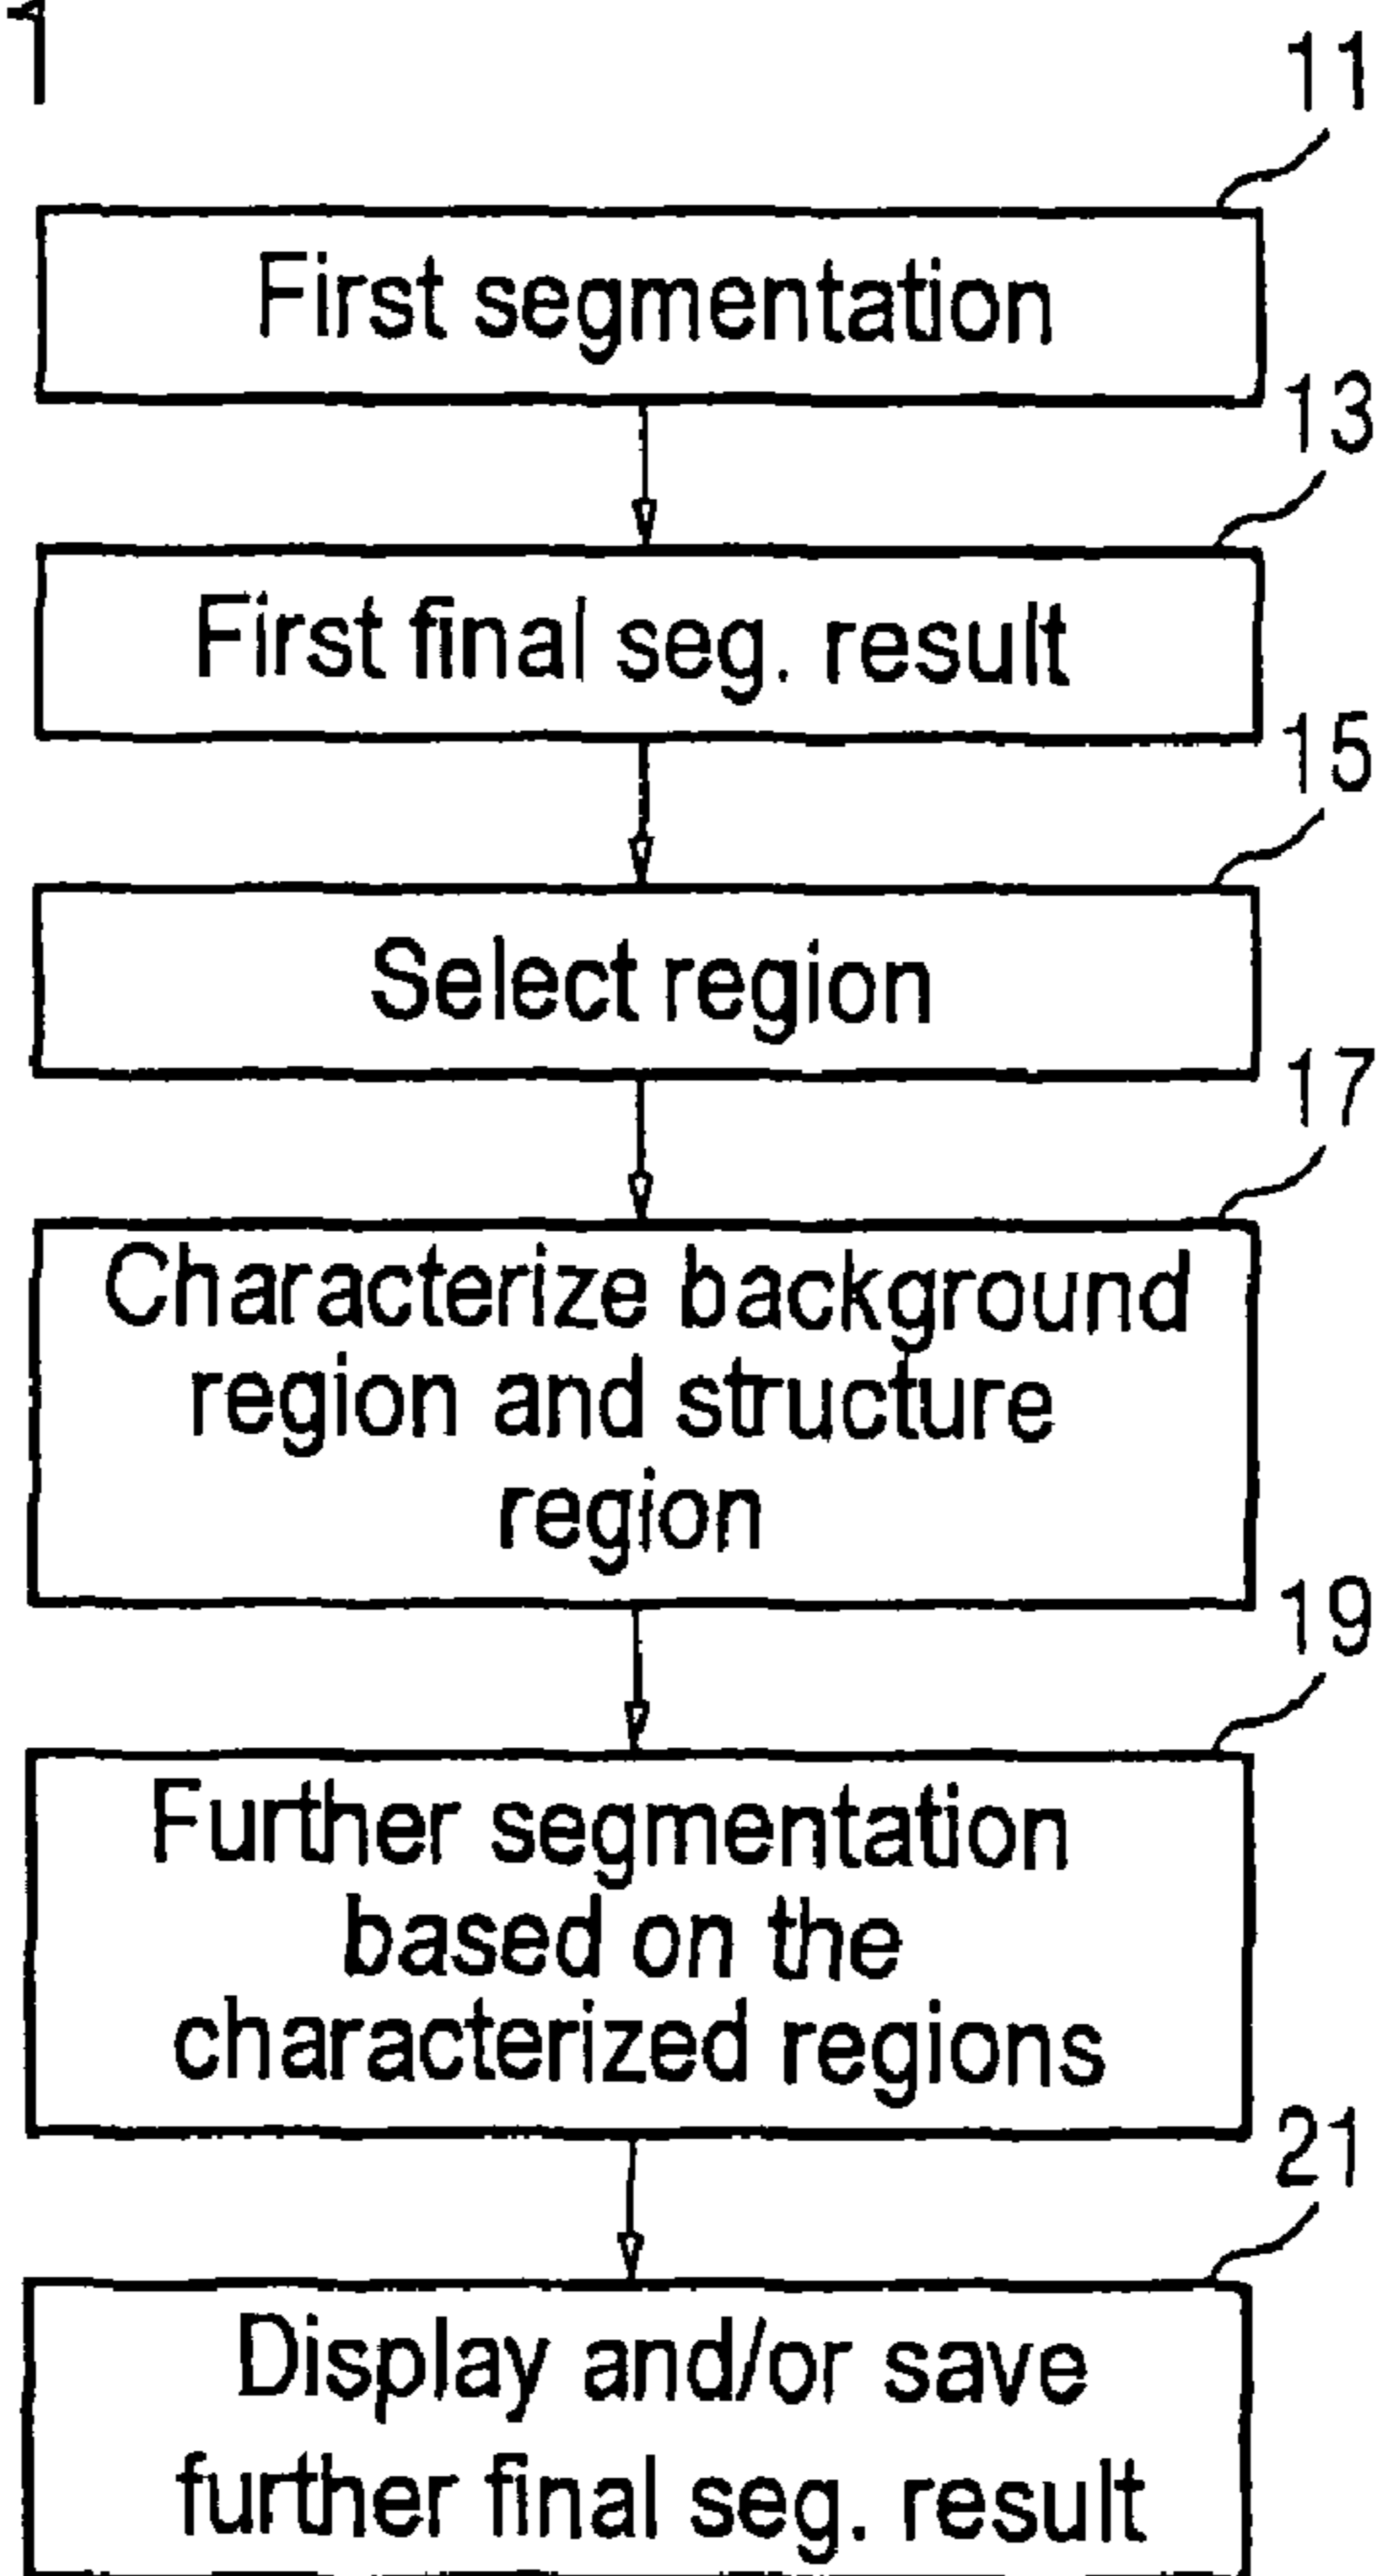 1
11
First segmentation
13
First final seg. result
15
Select region
17
Characterize background
region and structure
region
19
Further segmentation
based on the
characterized regions
21
Display and/or save
further final seg. result